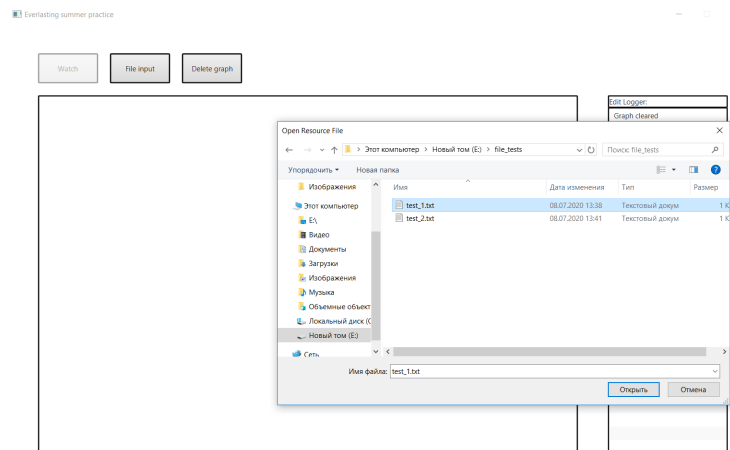 Everlasting summer practice
Watch
File input
Delete graph
Edit Logger:
Graph cleared
Open Resource File
Этот компьютер > Новый том (E:) > file_tests
Поиск: file_tests
Упорядочить
Новая папка
Имя
Дата изменения
Тип
Размер
test_1.txt 08.07.2020 13:38 Текстовый докум 1 К
test_2.txt 08.07.2020 13:41 Текстовый докум 1 К
Изображения
Этот компьютер
E:\
Видео
Документы
Загрузки
Изображения
Музыка
Объемные объект
Локальный диск (C
Новый том (E:)
Сеть
Имя файла: test_1.txt
Открыть
Отмена